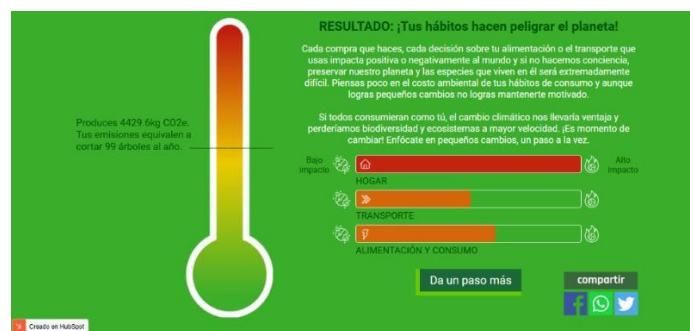 RESULTADO: ¡Tus hábitos hacen peligrar el planeta!
Cada compra que haces, cada decisión sobre tu alimentación o el transporte que
usas impacta positiva o negativamente al mundo y si no hacemos conciencia,
preservar nuestro planeta y las especies que viven en él será extremadamente
difícil. Piensas poco en el costo ambiental de tus hábitos de consumo y aunque
logras pequeños cambios no logras mantenerte motivado.
Si todos consumieran como tú, el cambio climático nos llevaría ventaja y
perderíamos biodiversidad y ecosistemas a mayor velocidad. ¡Es momento de
cambiar! Enfócate en pequeños cambios, un paso a la vez.
Produces 4429.6kg CO2e.
Tus emisiones equivalen a
cortar 99 árboles al año.
Bajo
impacto
Alto
impacto
HOGAR
TRANSPORTE
ALIMENTACIÓN Y CONSUMO
Da un paso más
compartir
Creado en HubSpot